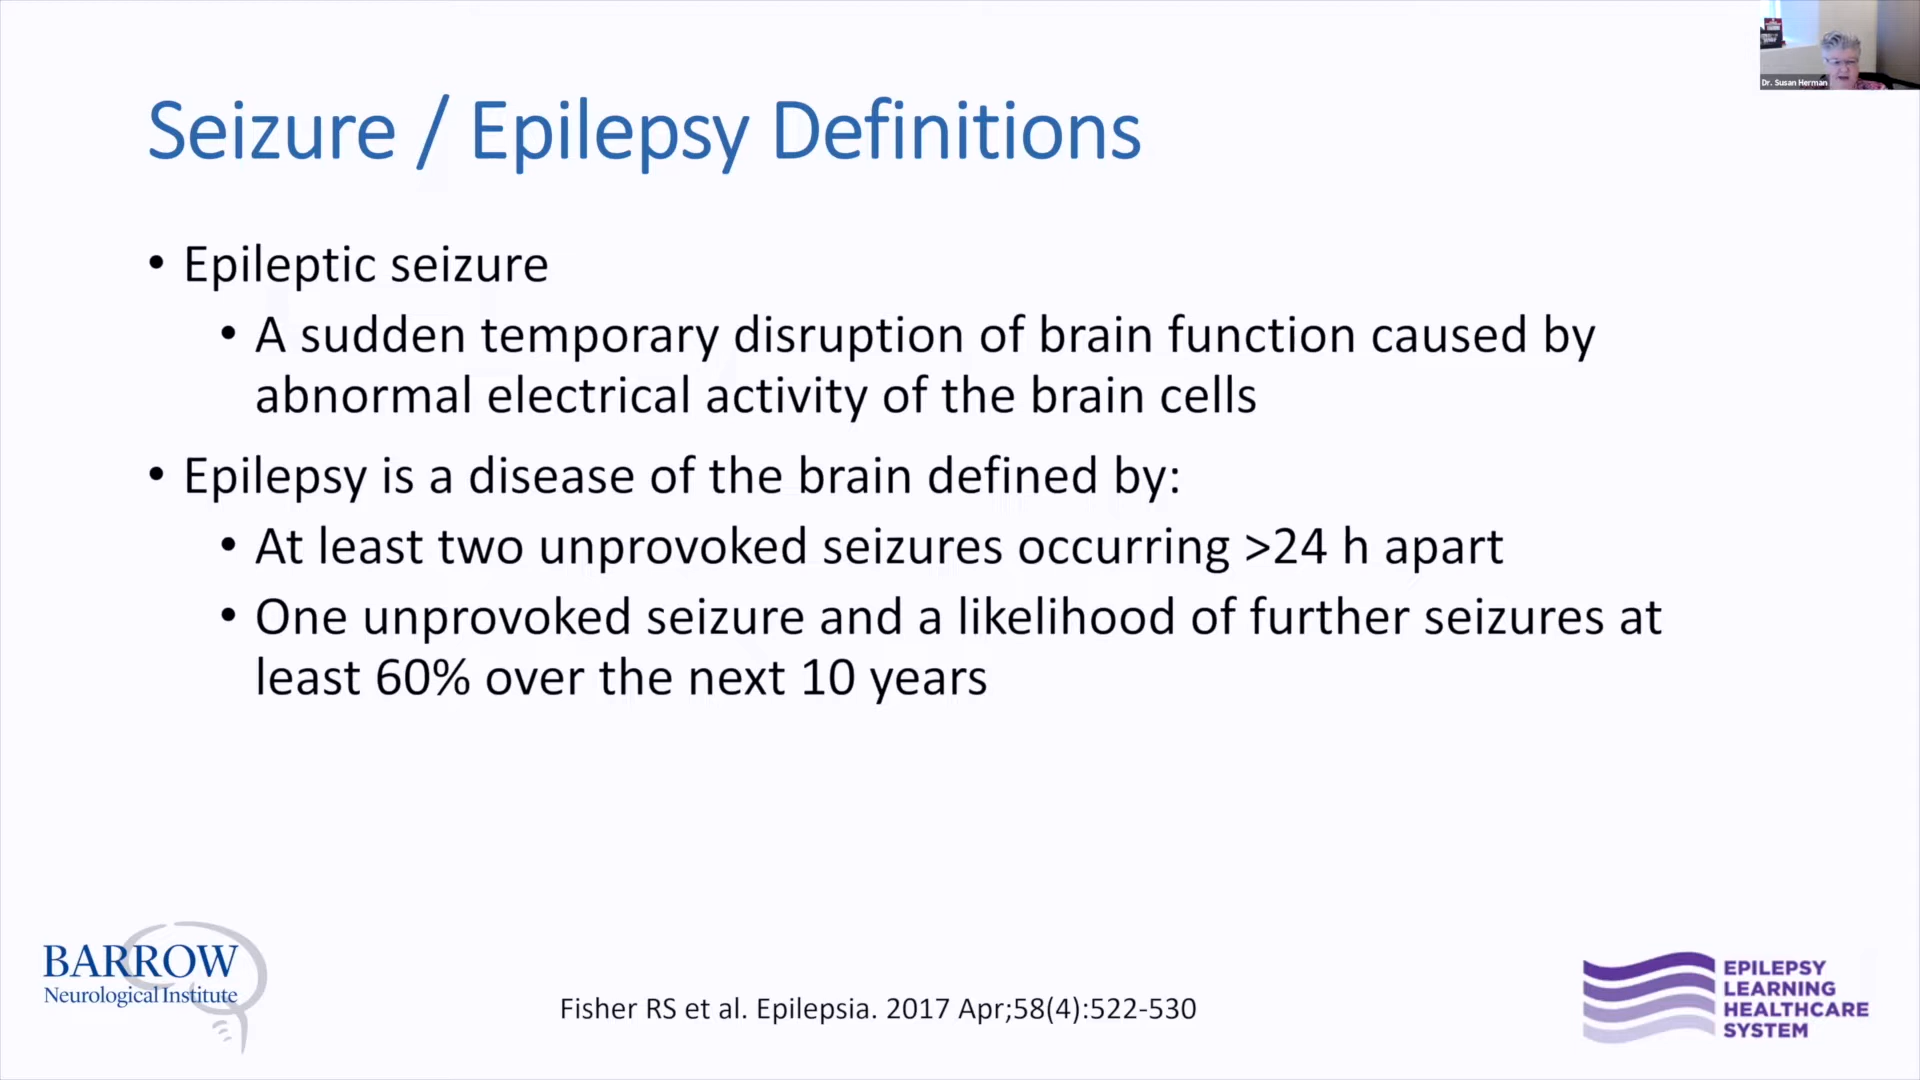 Dr. Susan Herman
Seizure / Epilepsy Definitions
• Epileptic seizure
• A sudden temporary disruption of brain function caused by
abnormal electrical activity of the brain cells
• Epilepsy is a disease of the brain defined by:
• At least two unprovoked seizures occurring >24 h apart
• One unprovoked seizure and a likelihood of further seizures at
least 60% over the next 10 years
BARROW
Neurological Institute
Fisher RS et al. Epilepsia. 2017 Apr;58(4):522-530
EPILEPSY
LEARNING
HEALTHCARE
SYSTEM